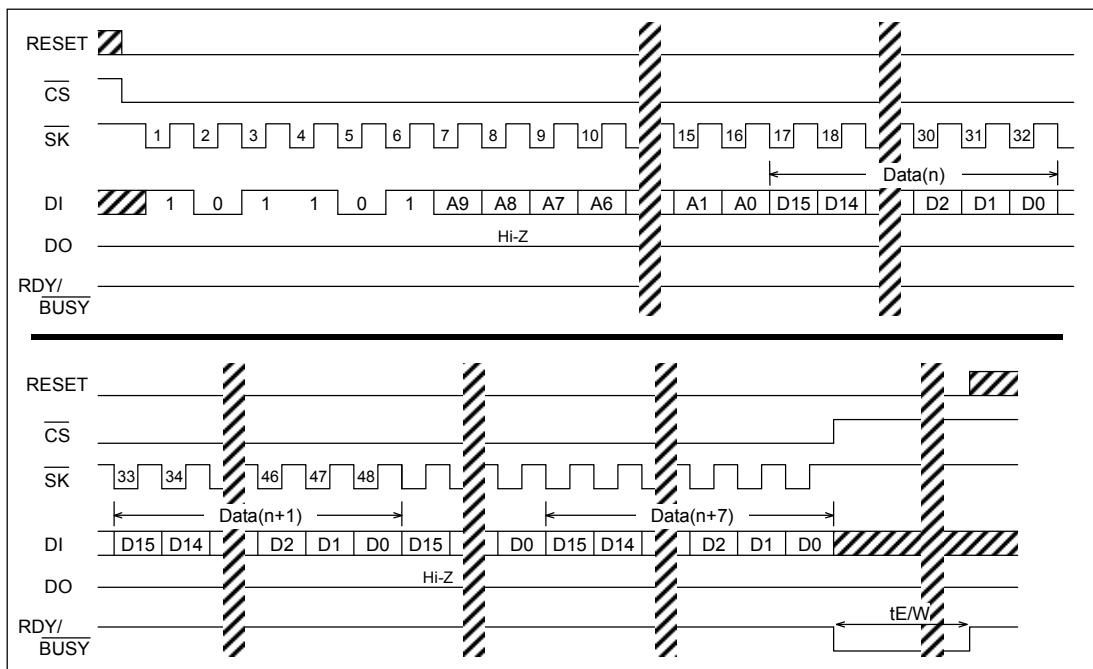 RESET
CS
SK 1 2 3 4 5 6 7 8 9 10 15 16 17 18 30 31 32
Data(n)
DI 1 0 1 1 0 1 A9 A8 A7 A6 A1 A0 D15 D14 D2 D1 D0
DO Hi-Z
RDY/
BUSY
RESET
CS
SK 33 34 46 47 48
Data(n+1) Data(n+7)
DI D15 D14 D2 D1 D0 D15 D0 D15 D14 D2 D1 D0
DO Hi-Z
RDY/ tE/W
BUSY